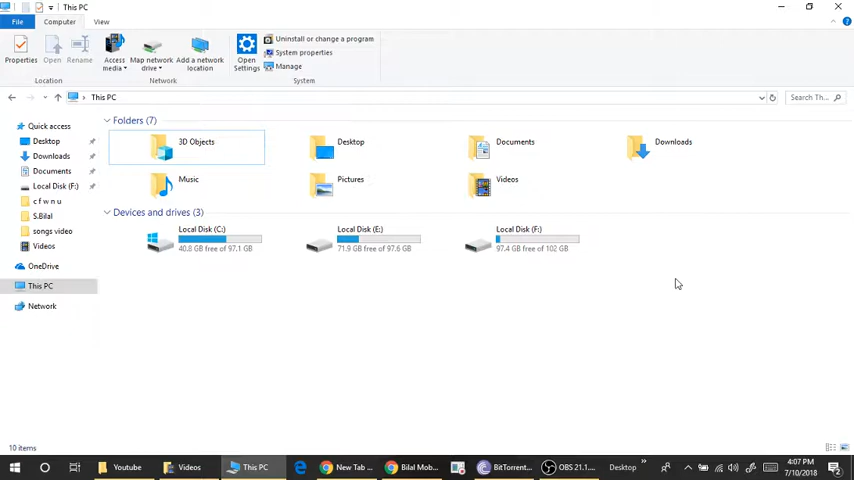 This PC
File Computer View
Properties Open Rename Access media Map network drive Add a network location Open Settings Uninstall or change a program
System properties
Manage
Location Network System
This PC Search Th...
Quick access
Desktop
Downloads
Documents
Local Disk (F:)
c f w n u
S.Bilal
songs video
Videos
OneDrive
This PC
Network
Folders (7)
3D Objects Desktop Documents Downloads
Music Pictures Videos
Devices and drives (3)
Local Disk (C:) Local Disk (E:) Local Disk (F:)
40.8 GB free of 97.1 GB 71.9 GB free of 97.6 GB 97.4 GB free of 102 GB
10 items
Youtube Videos This PC New Tab ... Bilal Mob... BitTorrent... OBS 21.1.... Desktop
4:07 PM
7/10/2018
2